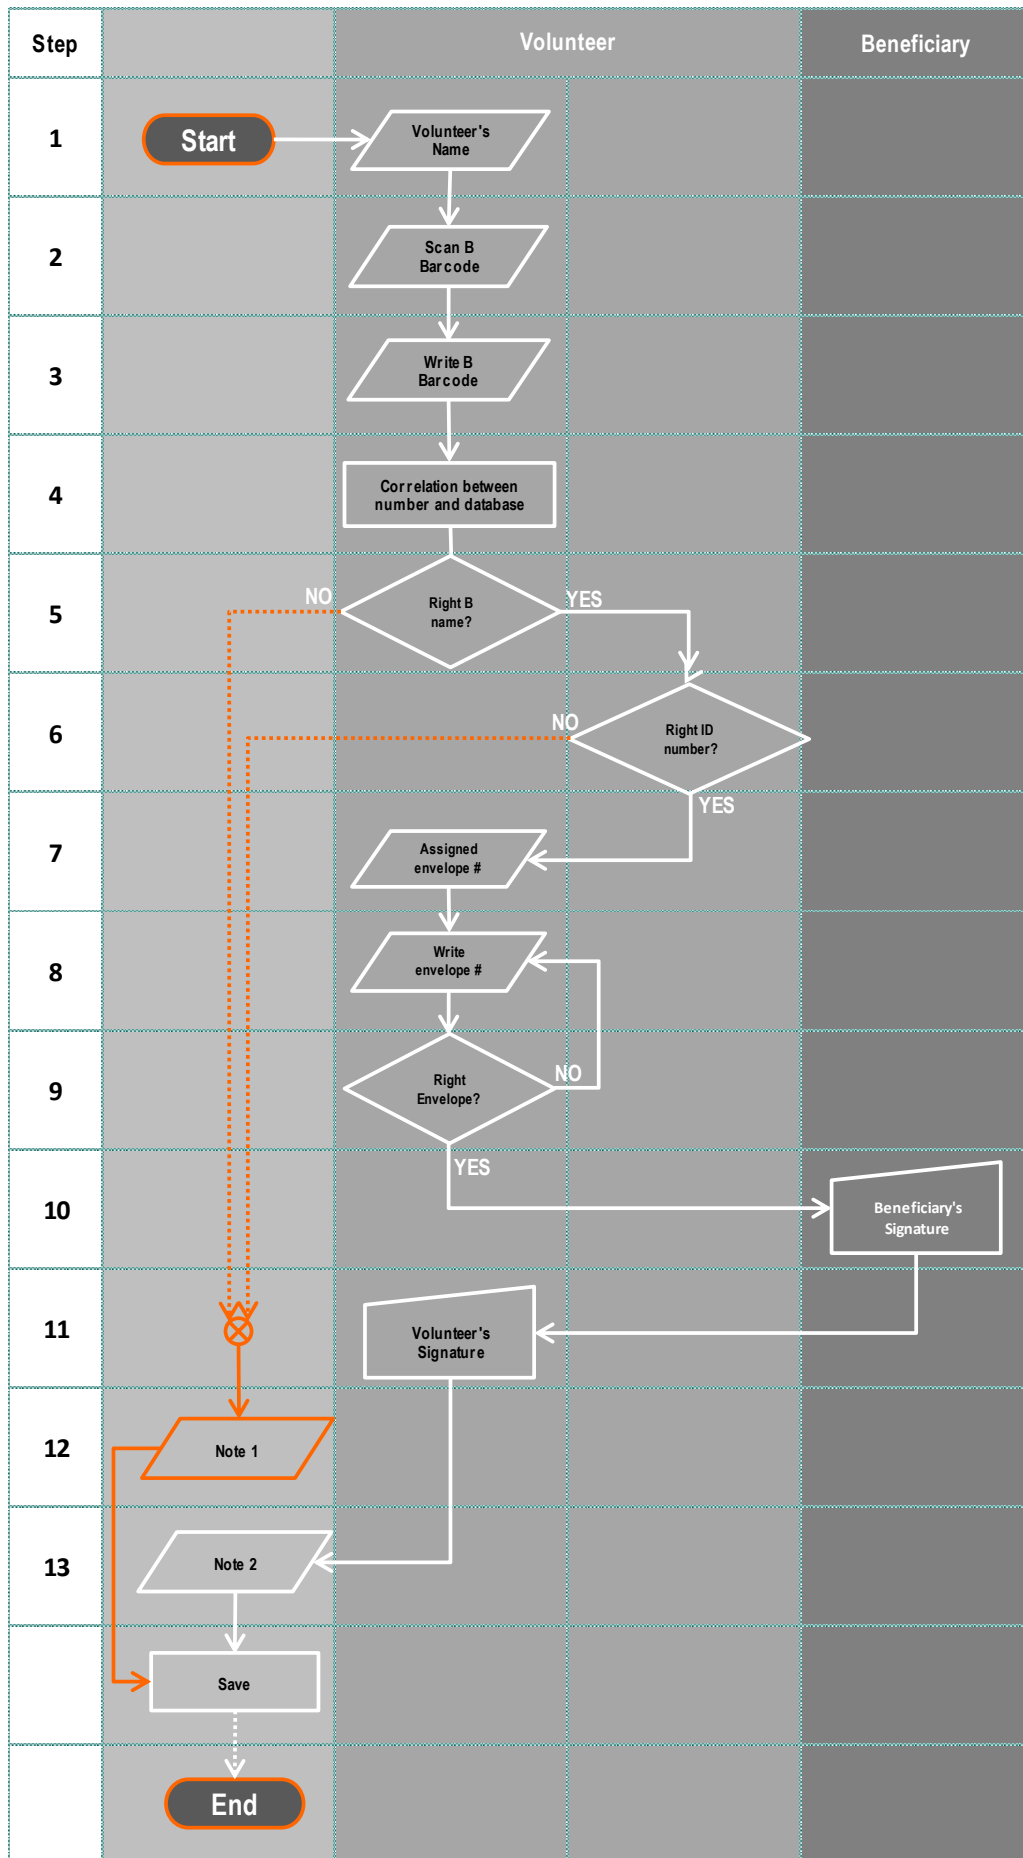 Step
Volunteer
Beneficiary
1
Start
Volunteer's
Name
2
Scan B
Barcode
3
Write B
Barcode
4
Correlation between
number and database
5
NO
Right B
name?
YES
6
NO
Right ID
number?
YES
7
Assigned
envelope #
8
Write
envelope #
9
Right
Envelope?
NO
YES
10
Beneficiary's
Signature
11
Volunteer's
Signature
12
Note 1
13
Note 2
Save
End